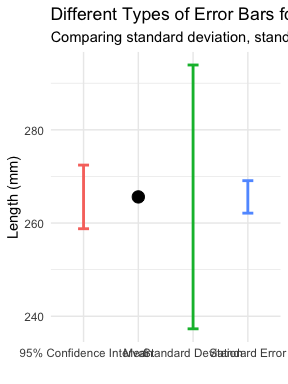 Different Types of Error Bars fo
Comparing standard deviation, stand
Length (mm)
280
260
240
95% Confidence Interval
Mean
Standard Deviation
Standard Error